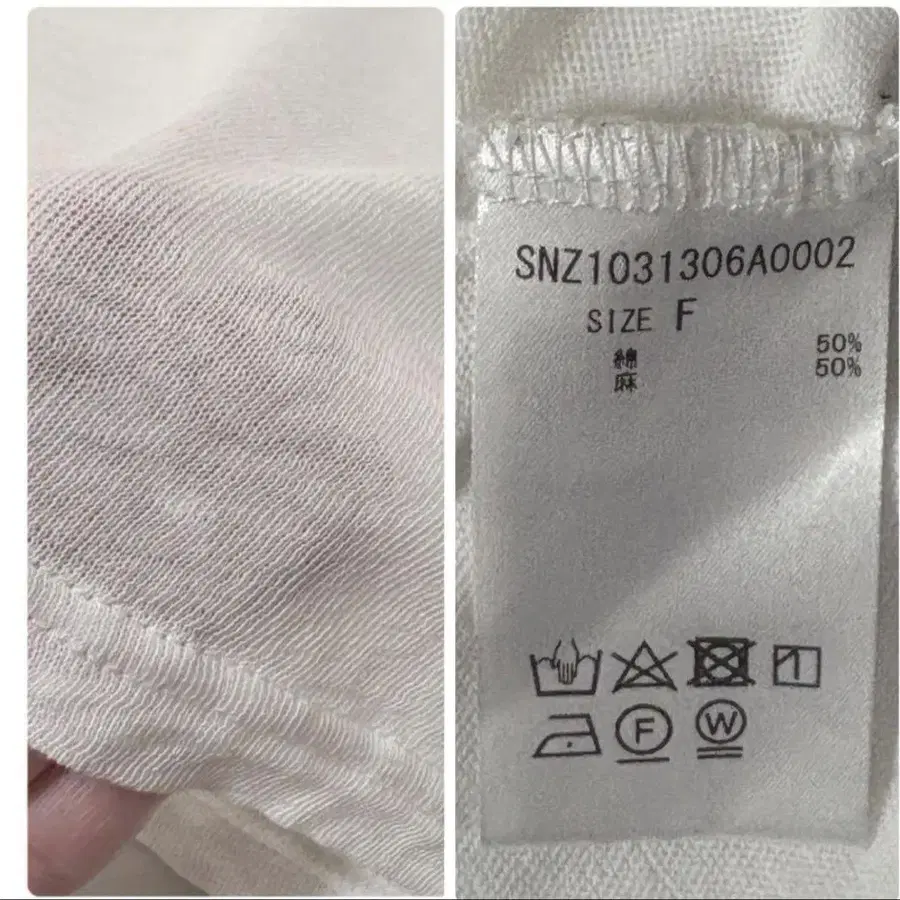 SNZ1031306A0002
SIZE F
綿 50%
麻 50%
F W